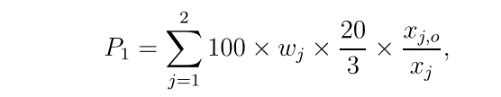 $P_1 = \sum_{j=1}^{2} 100 \times w_j \times \frac{20}{3} \times \frac{x_{j,o}}{x_j},$